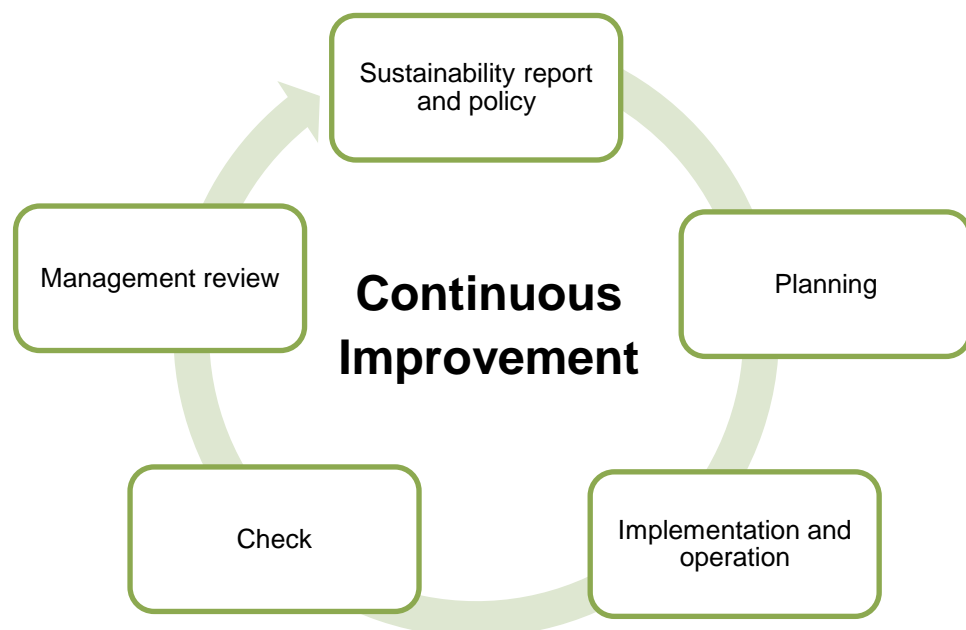 Sustainability report
and policy
Planning
Implementation and
operation
Check
Management review
Continuous
Improvement